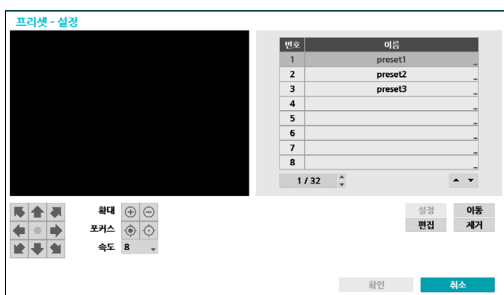 프리셋 - 설정
번호 이름
1 preset1
2 preset2
3 preset3
4
5
6
7
8
1 / 32
확대
포커스
속도 8
설정 이동
편집 제거
확인 취소